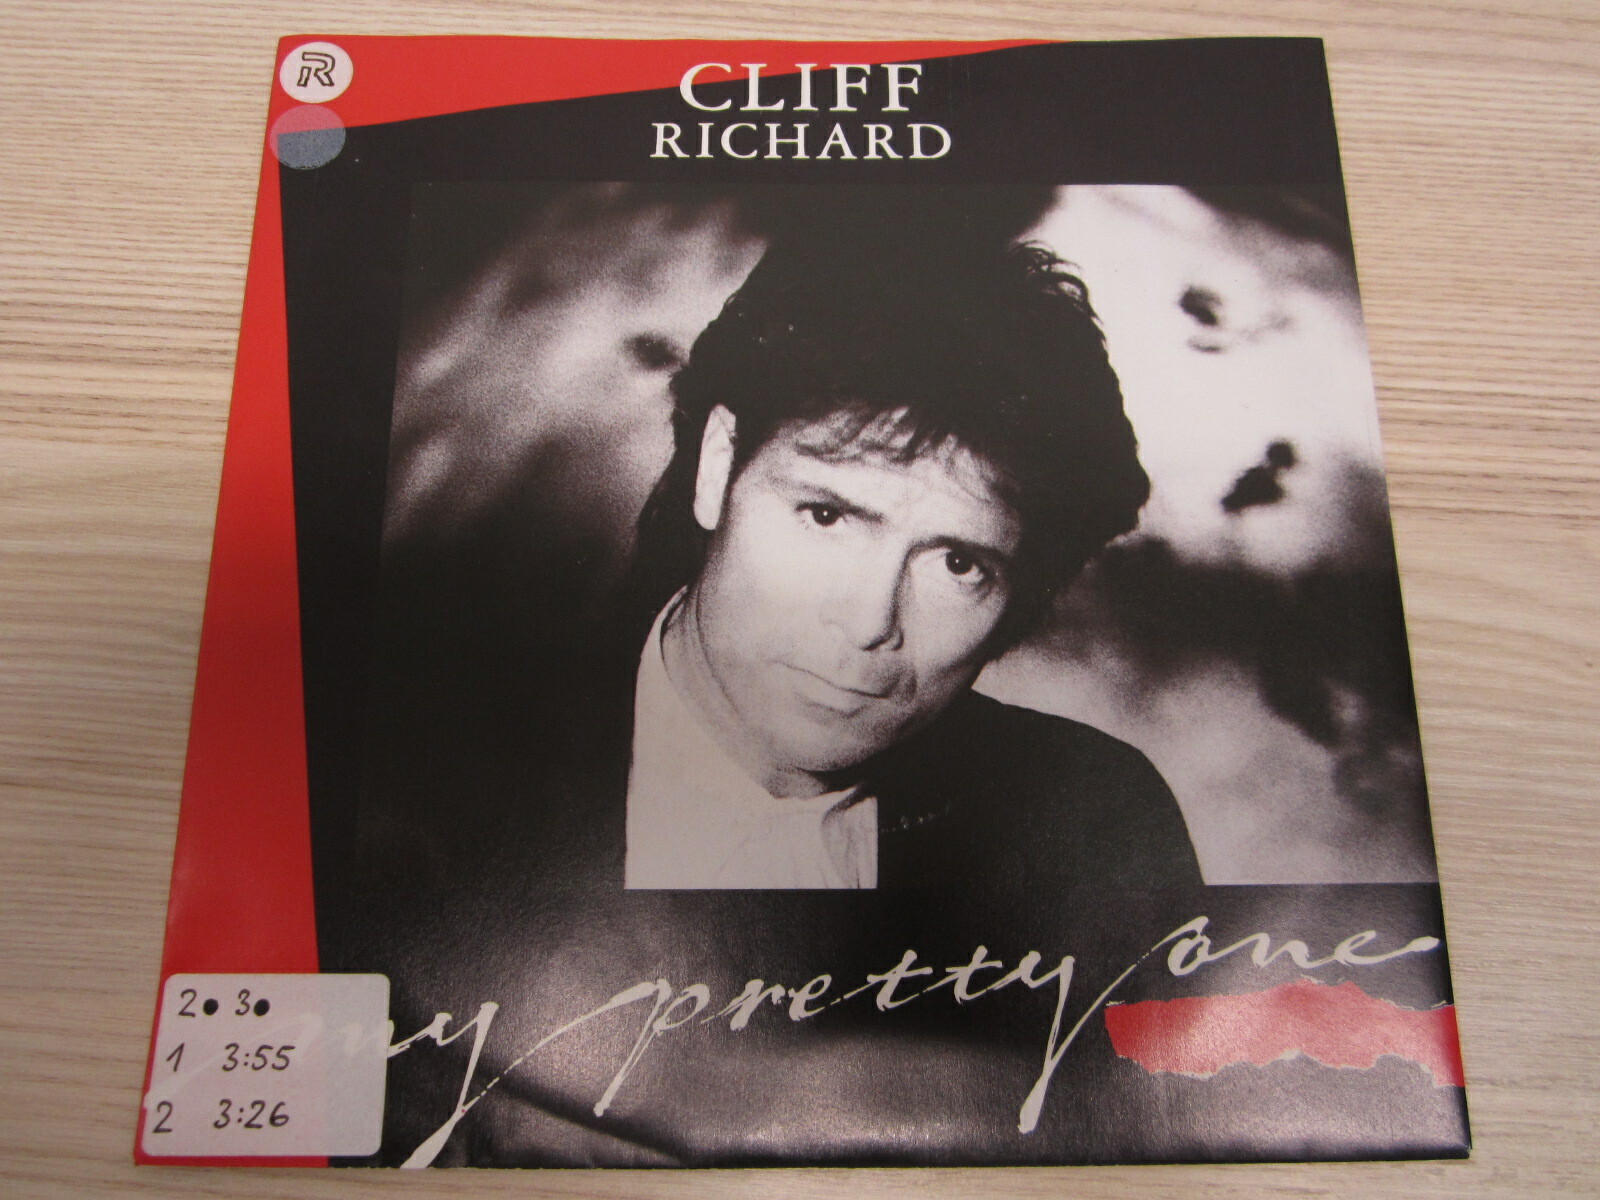 R
CLIFF
RICHARD
my pretty one
2• 3•
1 3:55
2 3:26